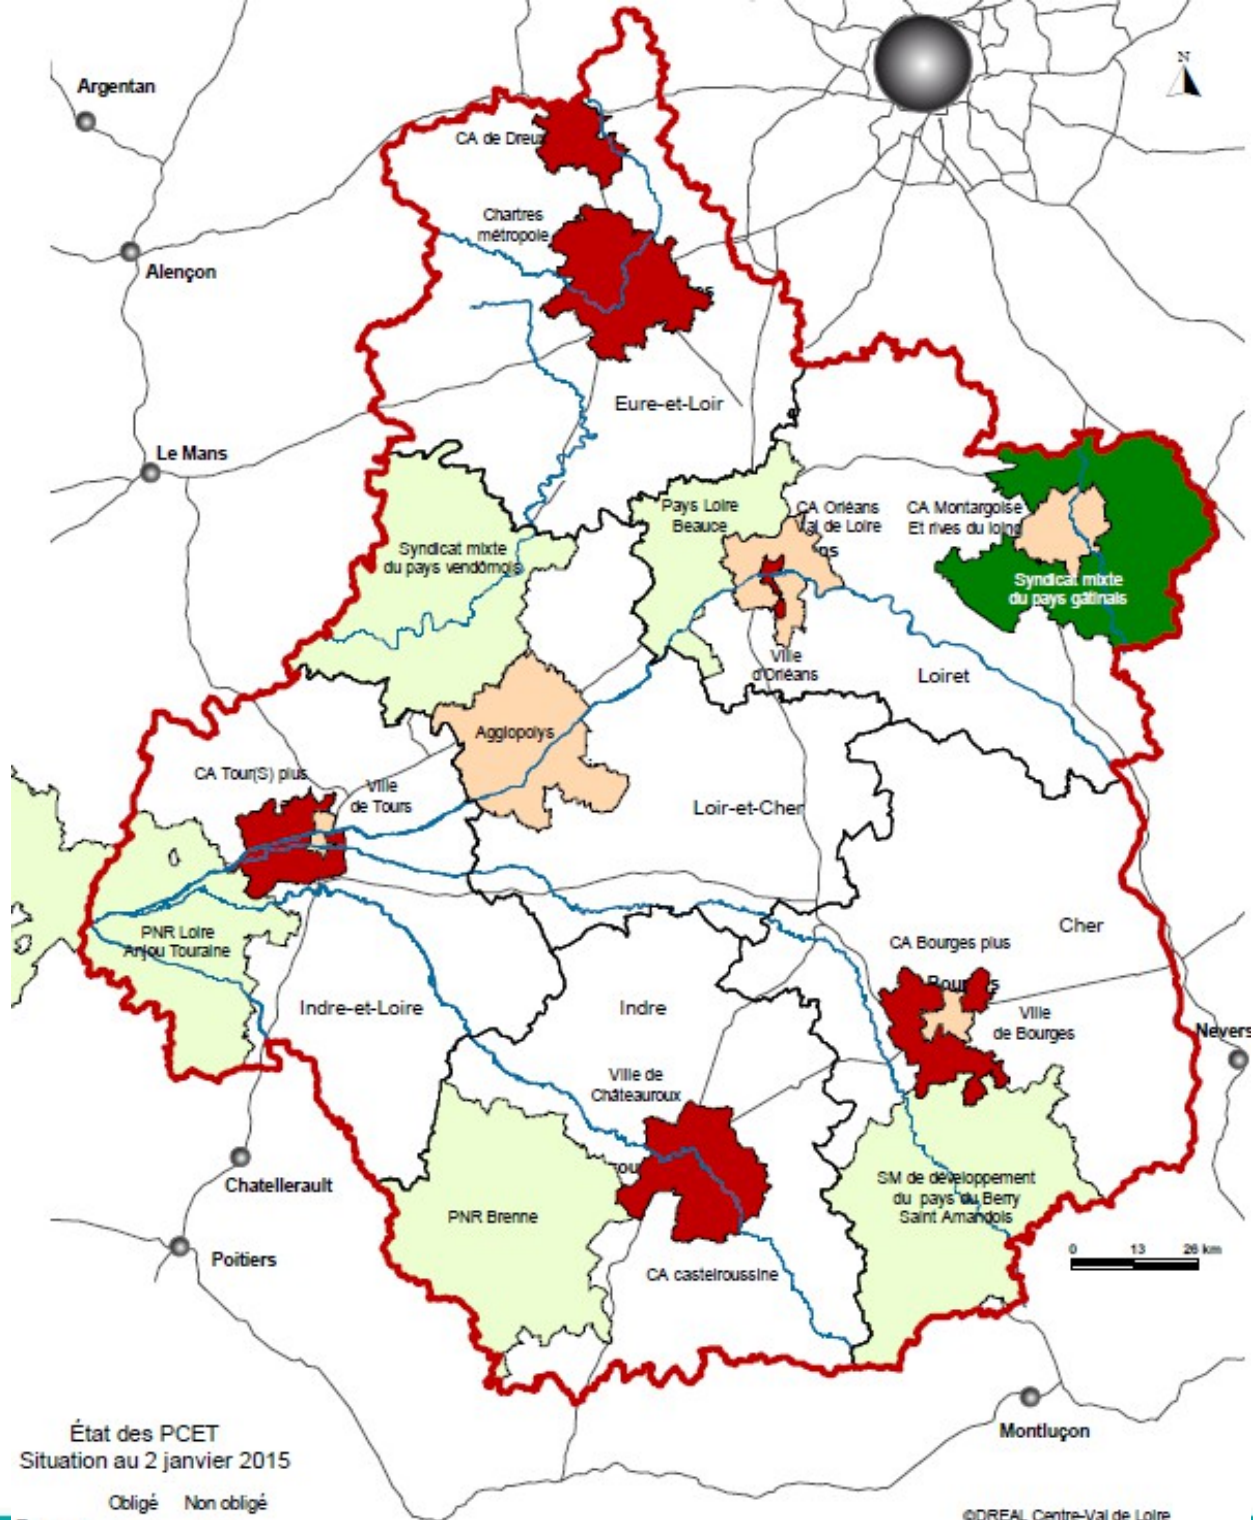 N
Argentan
CA de Dreux
Chartres
métropole
Alençon
Eure-et-Loir
Le Mans
Pays Loire
Beauce
CA Orléans
Val de Loire
CA Montargoise
Et rives du loing
Syndicat mixte
du pays vendômois
Syndicat mixte
du pays gâtinais
Ville
d'Orléans
Loiret
Agglopolys
CA Tour(S) plus
Ville
de Tours
Loir-et-Cher
PNR Loire
Anjou Touraine
Cher
CA Bourges plus
Bourges
Indre-et-Loire
Indre
Ville
de Bourges
Nevers
Ville de
Châteauroux
Chatellerault
SM de développement
du pays du Berry
Saint Amandois
PNR Brenne
Poitiers
0 13 26 km
CA castelroussine
Montluçon
État des PCET
Situation au 2 janvier 2015
Obligé Non obligé
©DREAL Centre-Val de Loire